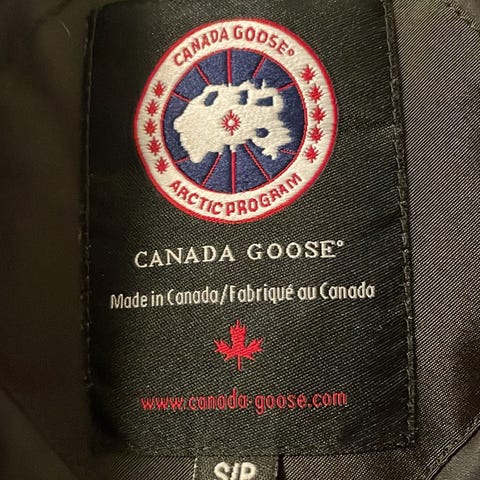 CANADA GOOSE®
ARCTIC PROGRAM
CANADA GOOSE®
Made in Canada/Fabriqué au Canada
www.canada-goose.com
S/P